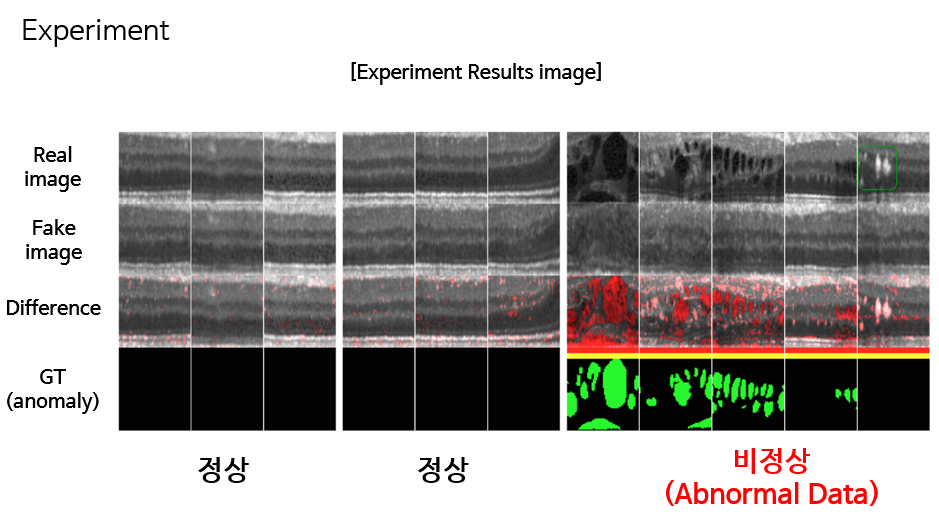 Experiment
[Experiment Results image]
Real
image
Fake
image
Difference
GT
(anomaly)
정상
정상
비정상
(Abnormal Data)